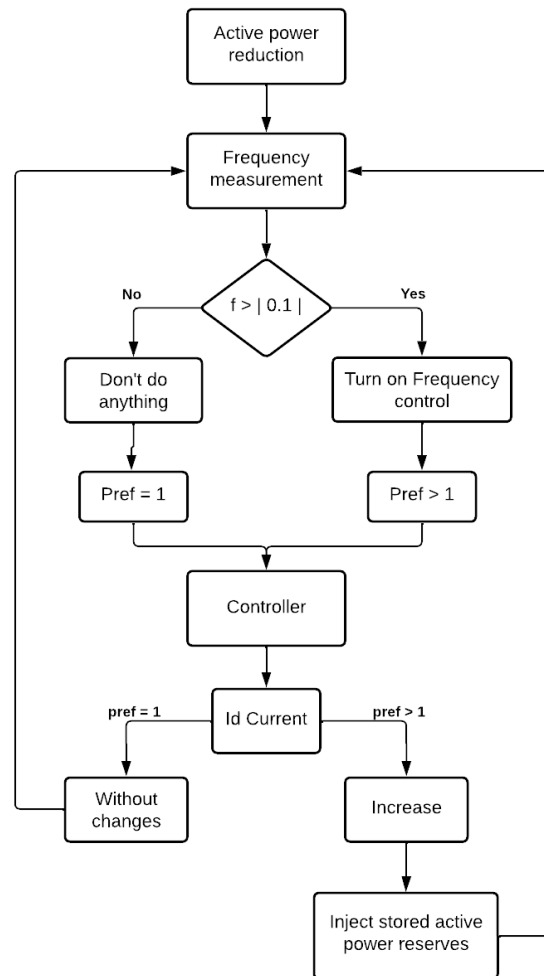 Active power
reduction
Frequency
measurement
f > | 0.1 |
No
Yes
Don't do
anything
Turn on Frequency
control
Pref = 1
Pref > 1
Controller
Id Current
pref = 1
pref > 1
Without
changes
Increase
Inject stored active
power reserves